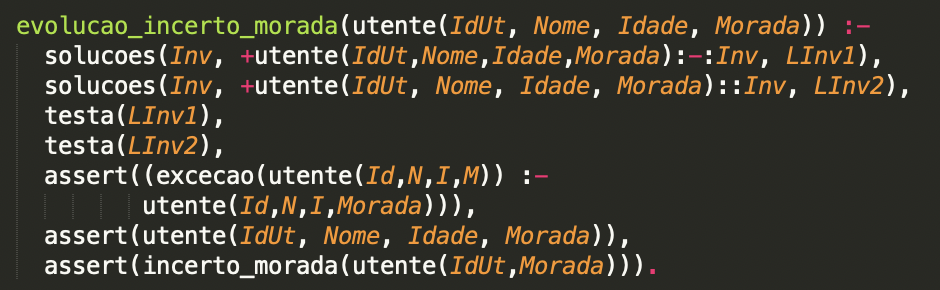 evolucao_incerto_morada(utente(IdUt, Nome, Idade, Morada)) :-
solucoes(Inv, +utente(IdUt,Nome,Idade,Morada):-:Inv, LInv1),
solucoes(Inv, +utente(IdUt, Nome, Idade, Morada)::Inv, LInv2),
testa(LInv1),
testa(LInv2),
assert((excecao(utente(Id,N,I,M)) :-
utente(Id,N,I,Morada))),
assert(utente(IdUt, Nome, Idade, Morada)),
assert(incerto_morada(utente(IdUt,Morada))).